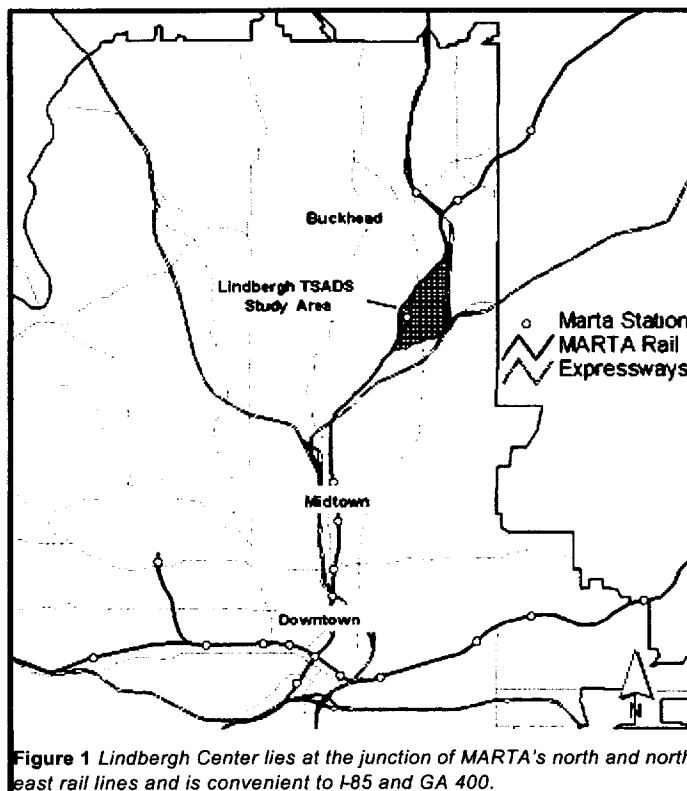 Buckhead
Lindbergh TSADS
Study Area
Marta Station
MARTA Rail
Expressways
Midtown
Downtown
N
Figure 1 Lindbergh Center lies at the junction of MARTA's north and north
east rail lines and is convenient to I-85 and GA 400.